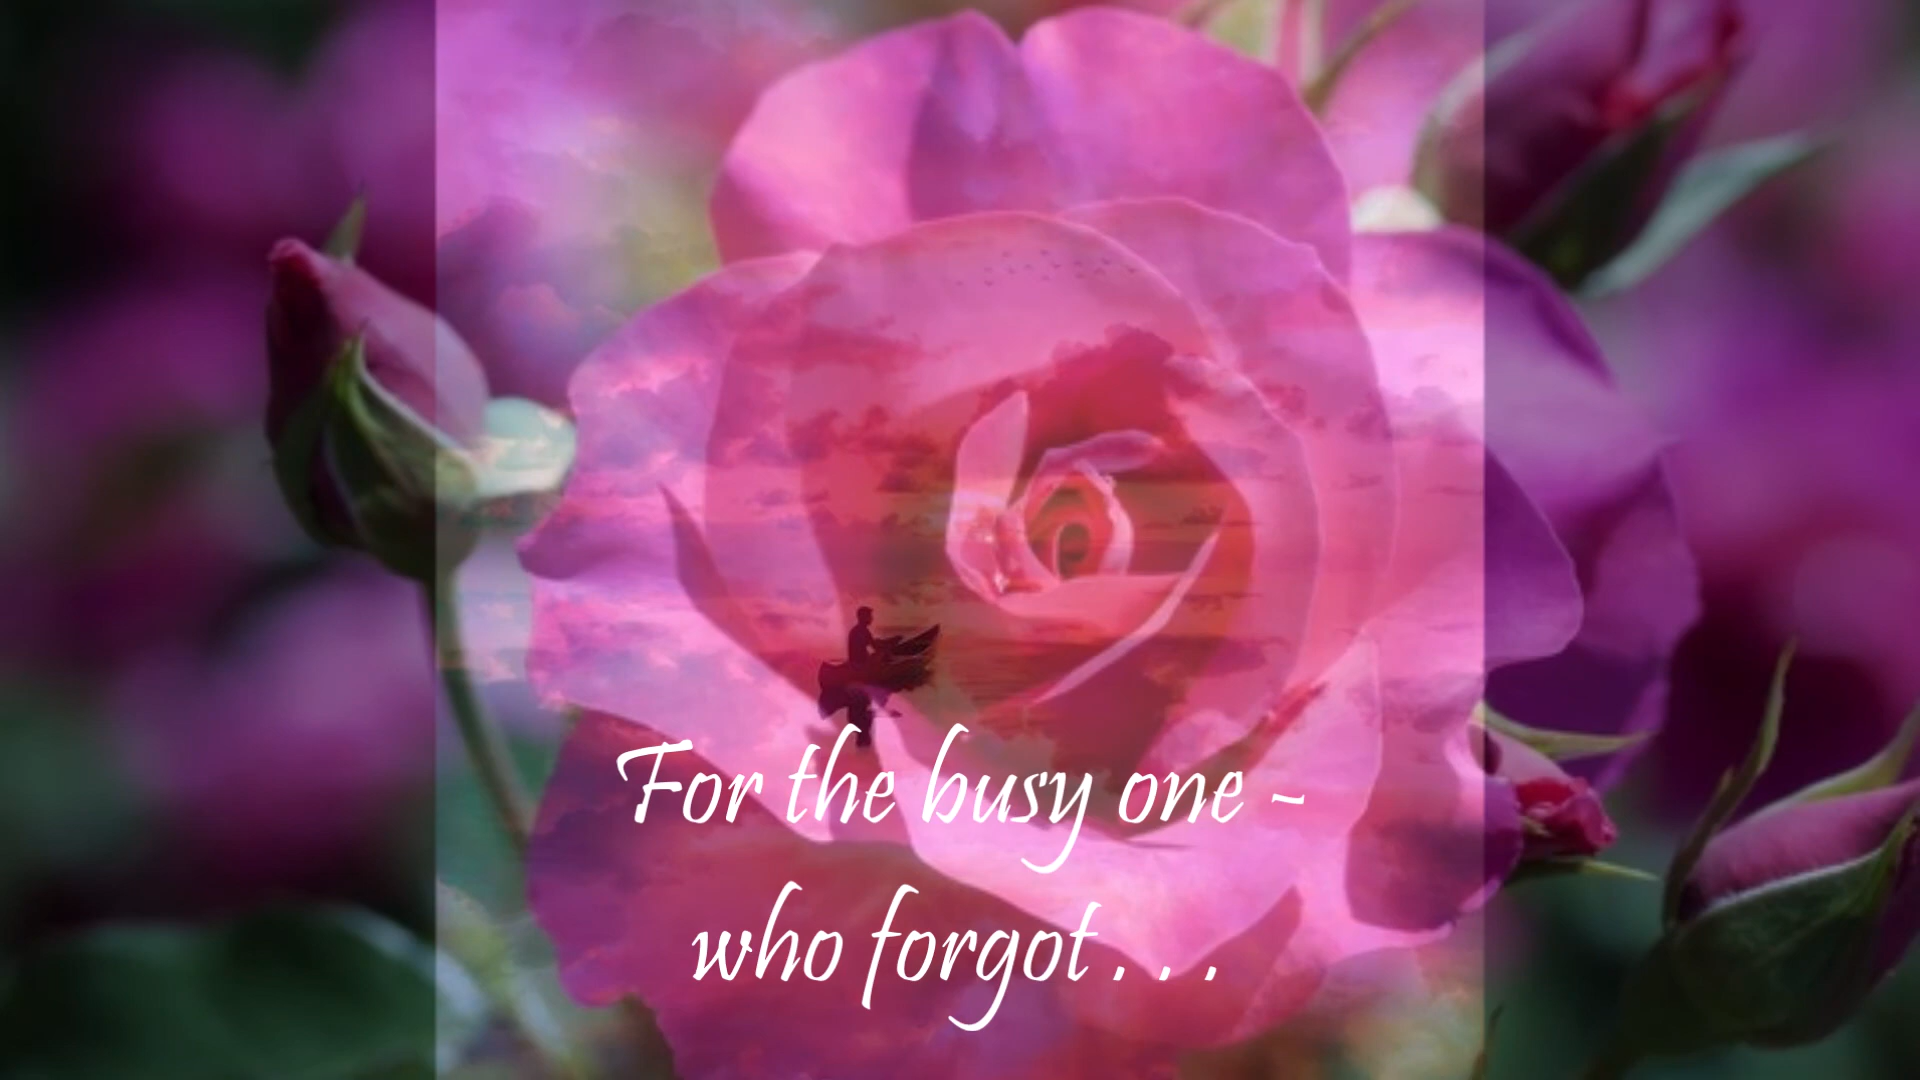 For the busy one -
who forgot . . .